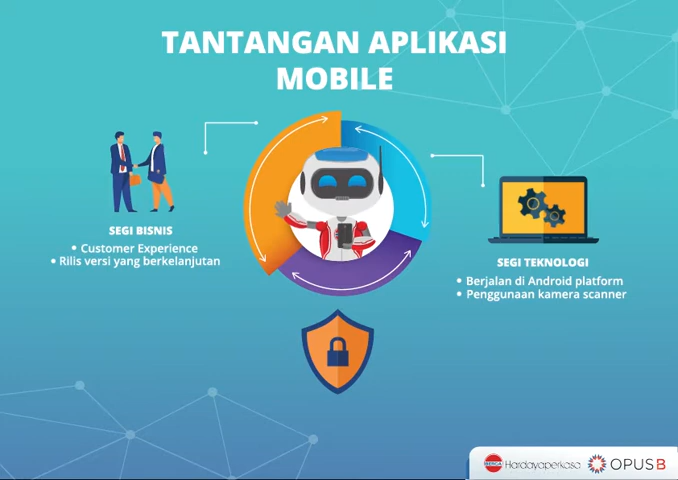 TANTANGAN APLIKASI
MOBILE
SEGI BISNIS
• Customer Experience
• Rilis versi yang berkelanjutan
SEGI TEKNOLOGI
• Berjalan di Android platform
• Penggunaan kamera scanner
Hardayaperkasa
OPUS B